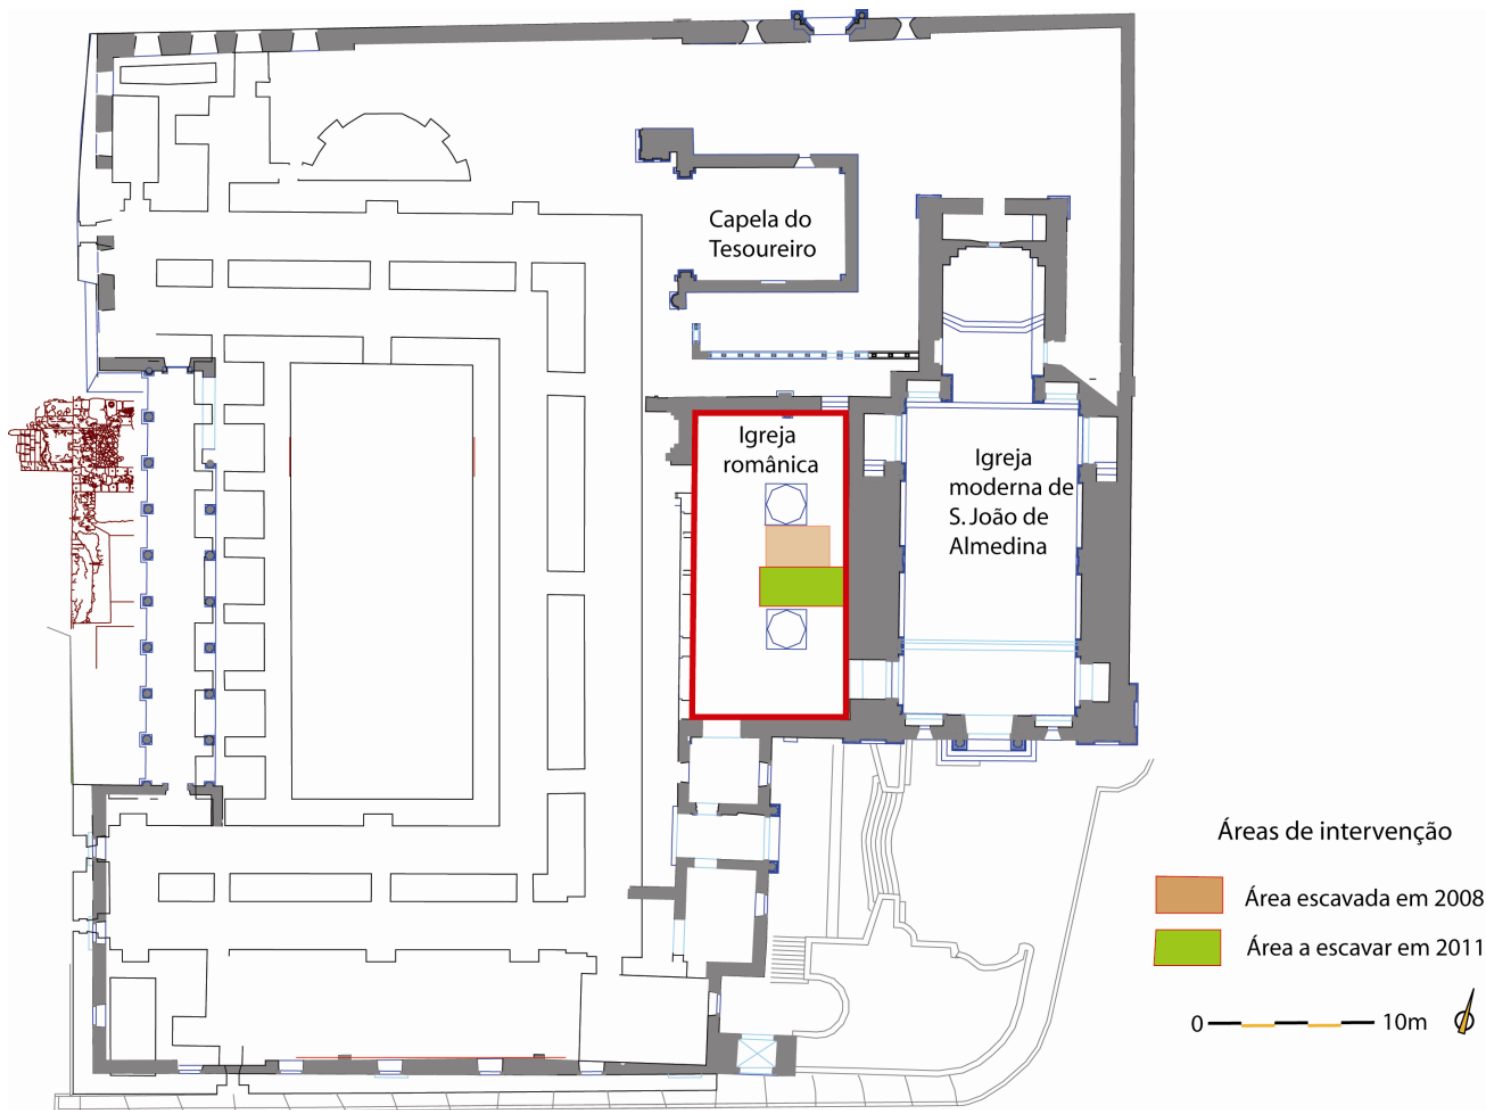 Capela do
Tesoureiro
Igreja
românica
Igreja
moderna de
S. João de
Almedina
Áreas de intervenção
Área escavada em 2008
Área a escavar em 2011
0
10m